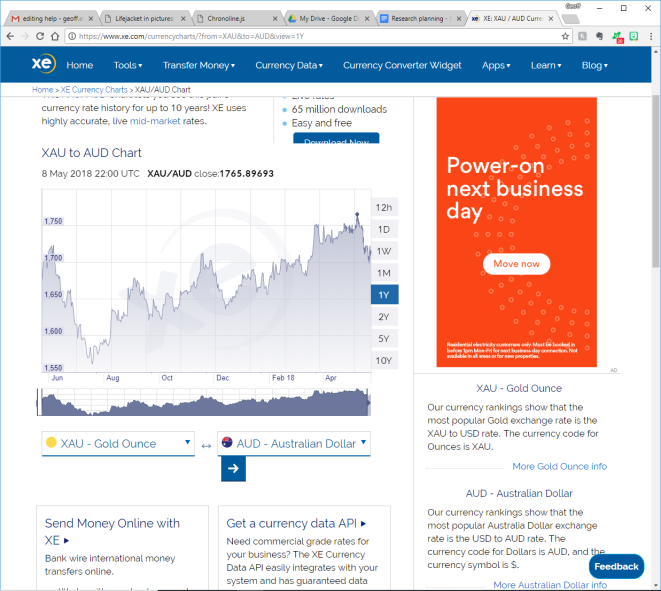 Geoff
editing help - geoff.e
Lifejacket in pictures
Chronoline.js
My Drive - Google D
Research planning -
XE: XAU / AUD Curre
https://www.xe.com/currencycharts/?from=XAU&to=AUD&view=1Y
xe
Home
Tools
Transfer Money
Currency Data
Currency Converter Widget
Apps
Learn
Blog
Home > XE Currency Charts > XAU/AUD Chart
currency rate history for up to 10 years! XE uses
highly accurate, live mid-market rates.
65 million downloads
Easy and free
Download Now
XAU to AUD Chart
8 May 2018 22:00 UTC XAU/AUD close:1765.89693
1,750
1,700
1,650
1,600
1,550
Jun
Aug
Oct
Dec
Feb 18
Apr
xe
12h
1D
1W
1M
1Y
2Y
5Y
10Y
XAU - Gold Ounce
AUD - Australian Dollar
Send Money Online with
XE
Bank wire international money
transfers online.
Get a currency data API
Need commercial grade rates for
your business? The XE Currency
Data API easily integrates with your
system and has guaranteed data
Power-on
next business
day
Move now
Residential electricity customers only. Must be booked in
before 1pm Mon-Fri for next business day connection. Not
available in all areas or for new properties.
AD
XAU - Gold Ounce
Our currency rankings show that the
most popular Gold exchange rate is the
XAU to USD rate. The currency code for
Ounces is XAU.
More Gold Ounce info
AUD - Australian Dollar
Our currency rankings show that the
most popular Australia Dollar exchange
rate is the USD to AUD rate. The
currency code for Dollars is AUD, and the
currency symbol is $.
More Australian Dollar info
Feedback